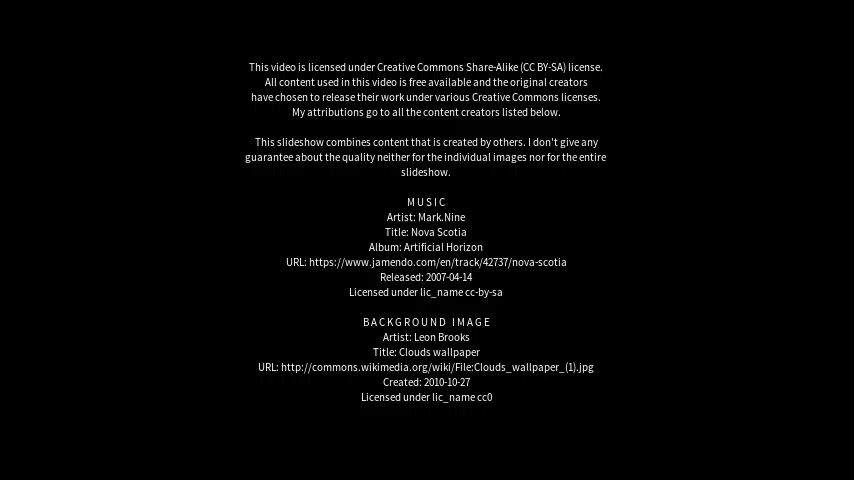 This video is licensed under Creative Commons Share-Alike (CC BY-SA) license.
All content used in this video is free available and the original creators
have chosen to release their work under various Creative Commons licenses.
My attributions go to all the content creators listed below.
This slideshow combines content that is created by others. I don't give any
guarantee about the quality neither for the individual images nor for the entire
slideshow.
MUSIC
Artist: Mark.Nine
Title: Nova Scotia
Album: Artificial Horizon
URL: https://www.jamendo.com/en/track/42737/nova-scotia
Released: 2007-04-14
Licensed under lic_name cc-by-sa
BACKGROUND IMAGE
Artist: Leon Brooks
Title: Clouds wallpaper
URL: http://commons.wikimedia.org/wiki/File:Clouds_wallpaper_(1).jpg
Created: 2010-10-27
Licensed under lic_name cc0